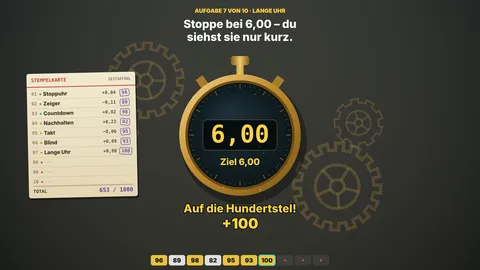 AUFGABE 7 VON 10 · LANGE UHR
Stoppe bei 6,00 – du
siehst sie nur kurz.
STEMPELKARTE ZEITGEFÜHL
01 Stoppuhr +0,04 96
02 Zeiger -0,11 89
03 Countdown +0,02 98
04 Nachhalten +0,23 82
05 Takt -0,06 95
06 Blind +0,09 93
07 Lange Uhr +0,00 100
08
09
10
TOTAL 653 / 1000
6,00
Ziel 6,00
Auf die Hundertstel!
+100
96 89 98 82 95 93 100